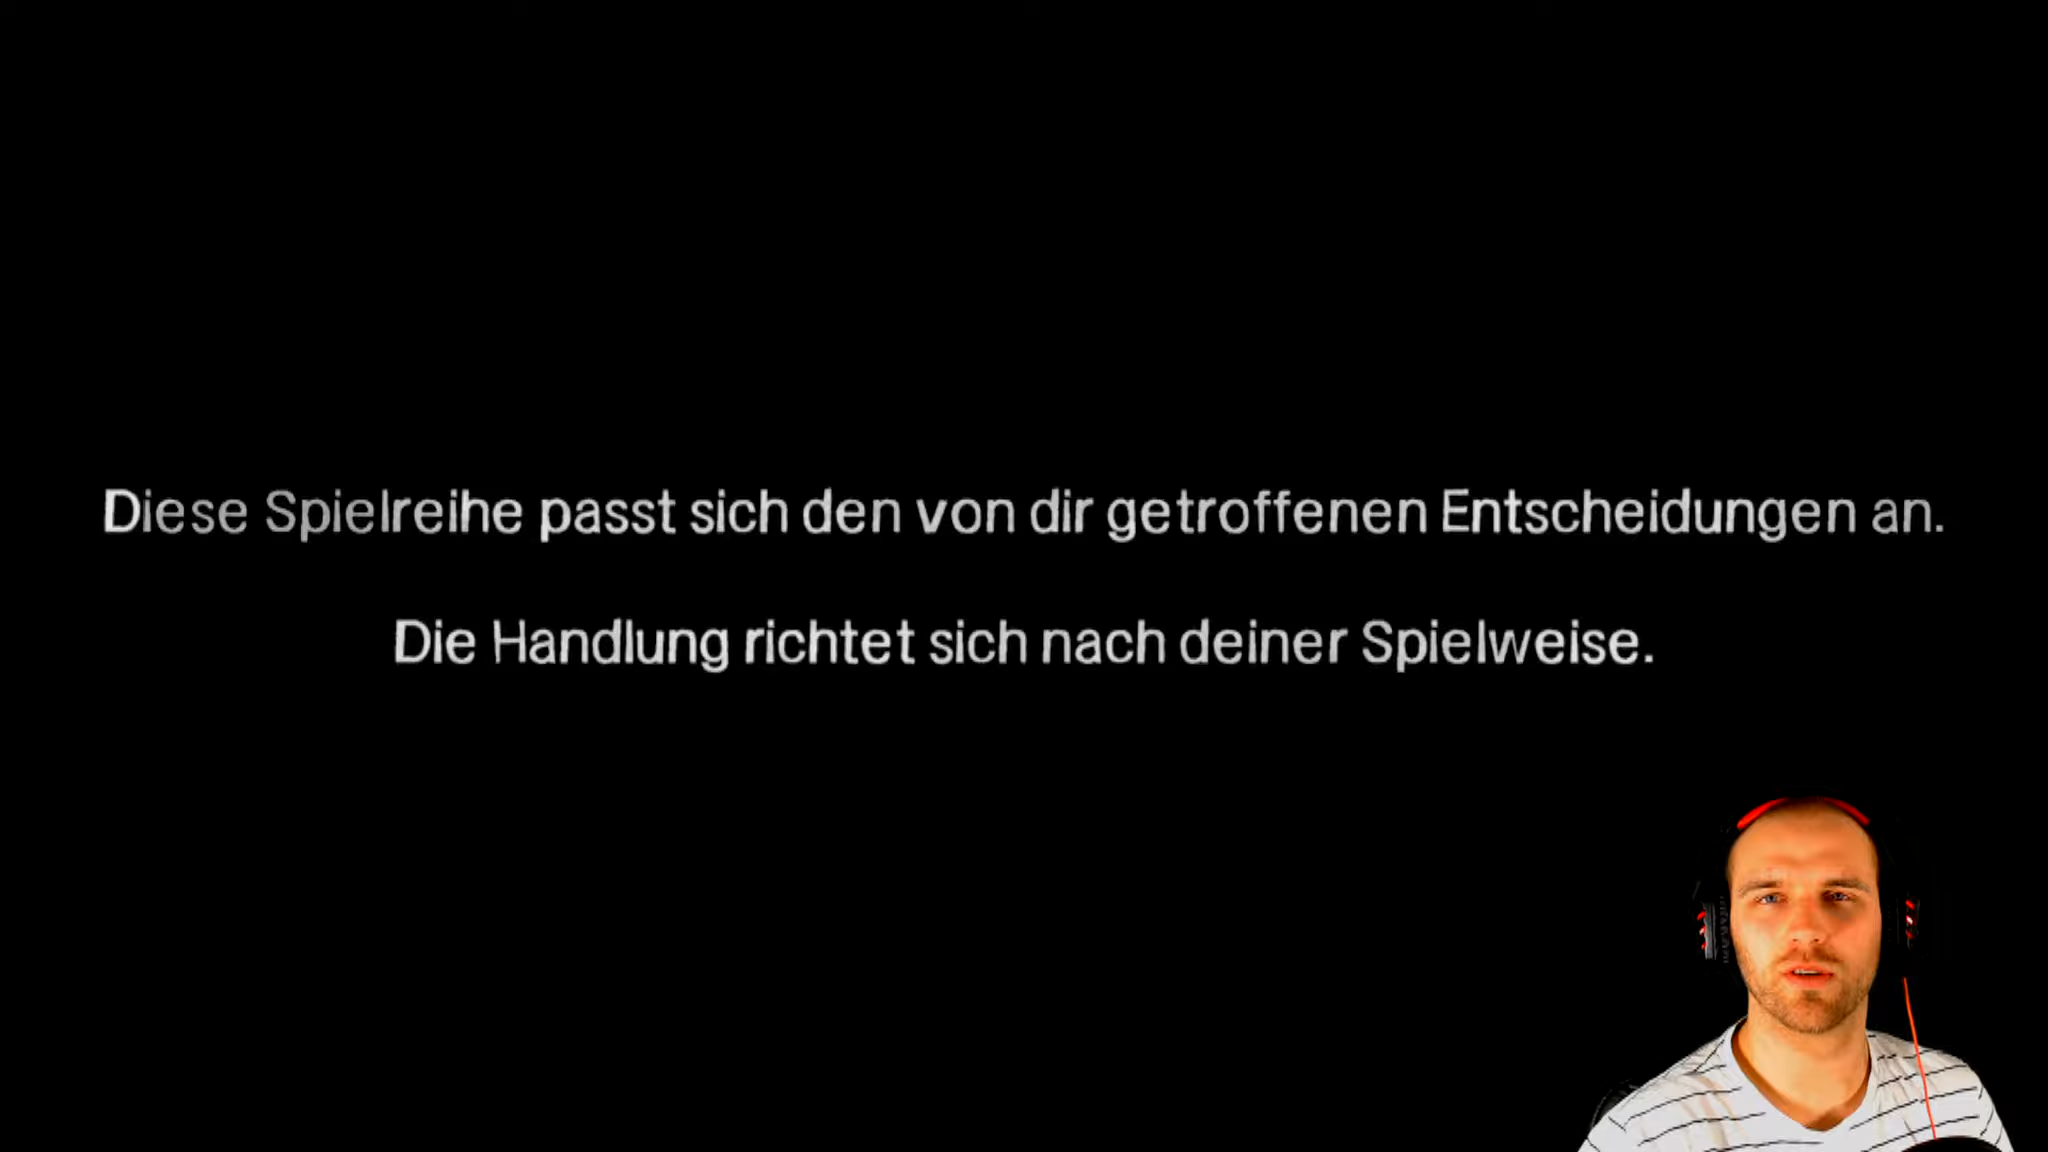 Diese Spielreihe passt sich den von dir getroffenen Entscheidungen an.
Die Handlung richtet sich nach deiner Spielweise.